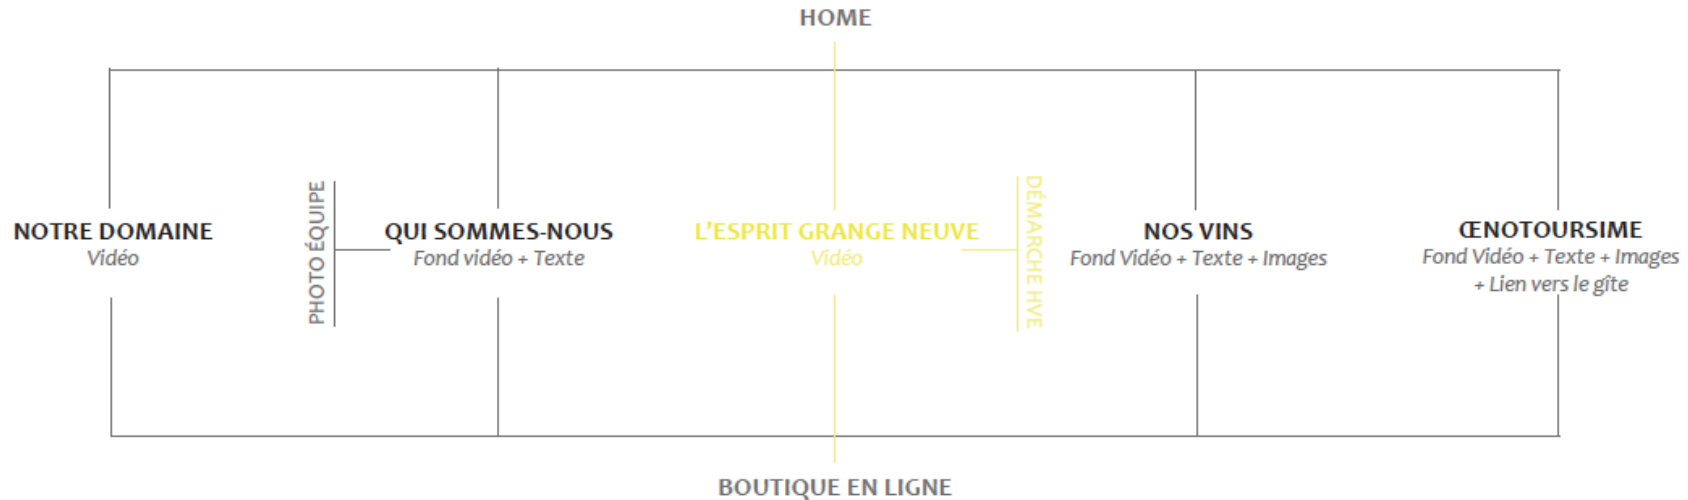 HOME
NOTRE DOMAINE
Vidéo
PHOTO ÉQUIPE
QUI SOMMES-NOUS
Fond vidéo + Texte
L'ESPRIT GRANGE NEUVE
Vidéo
DÉMARCHE HVE
NOS VINS
Fond Vidéo + Texte + Images
ŒNOTOURSIME
Fond Vidéo + Texte + Images
+ Lien vers le gîte
BOUTIQUE EN LIGNE